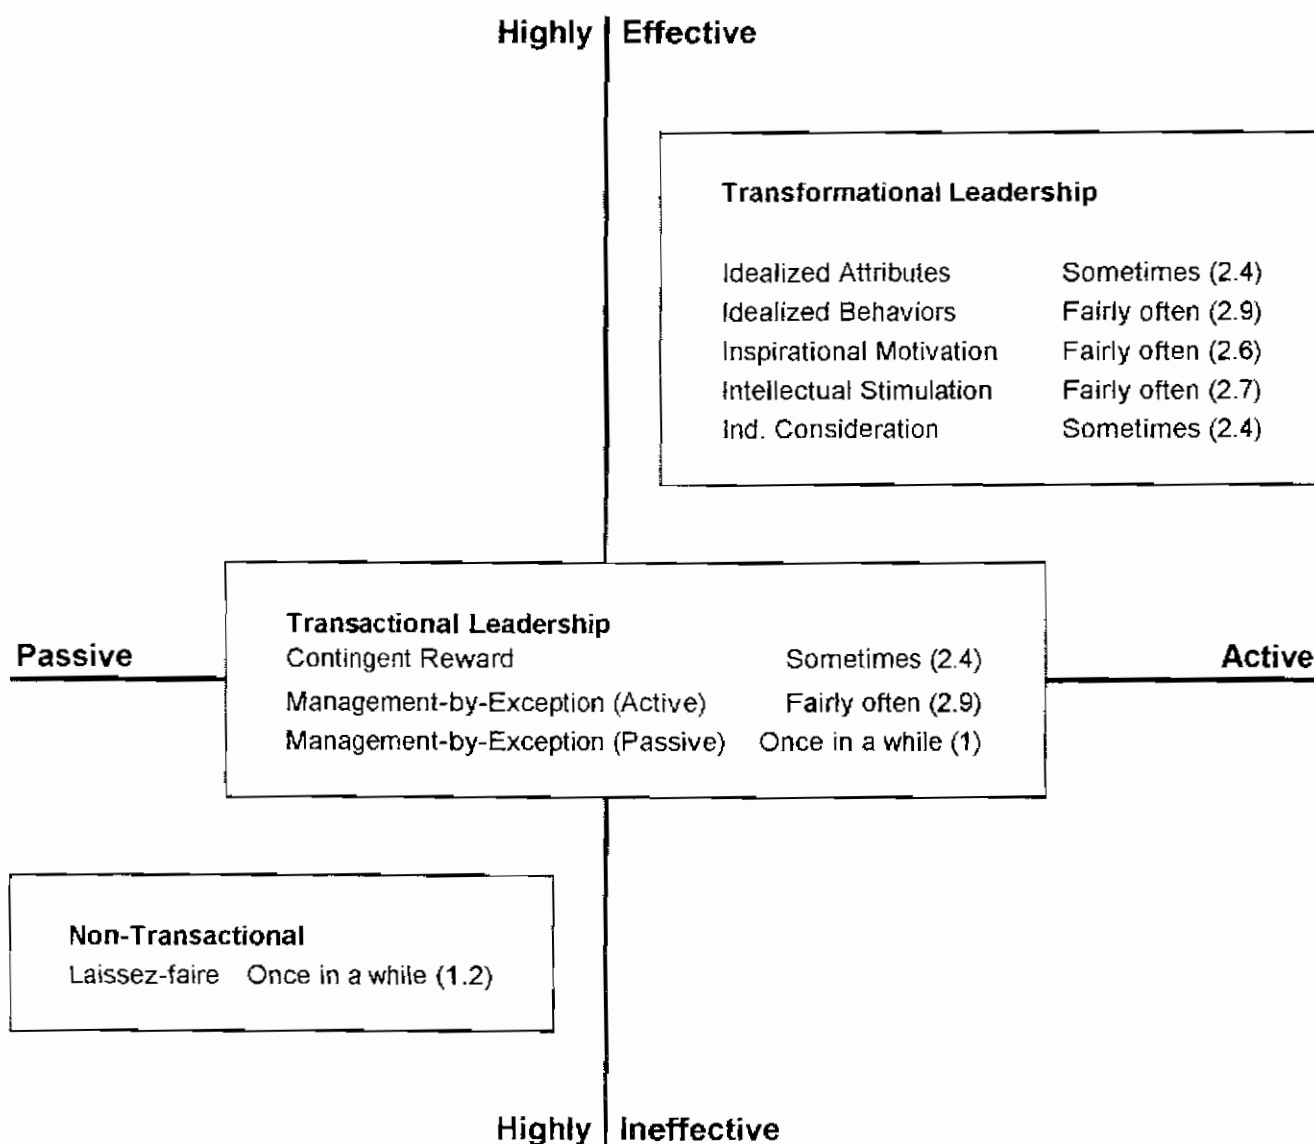 Highly Effective
Transformational Leadership
Idealized Attributes Sometimes (2.4)
Idealized Behaviors Fairly often (2.9)
Inspirational Motivation Fairly often (2.6)
Intellectual Stimulation Fairly often (2.7)
Ind. Consideration Sometimes (2.4)
Transactional Leadership
Passive
Contingent Reward Sometimes (2.4)
Active
Management-by-Exception (Active) Fairly often (2.9)
Management-by-Exception (Passive) Once in a while (1)
Non-Transactional
Laissez-faire Once in a while (1.2)
Highly Ineffective